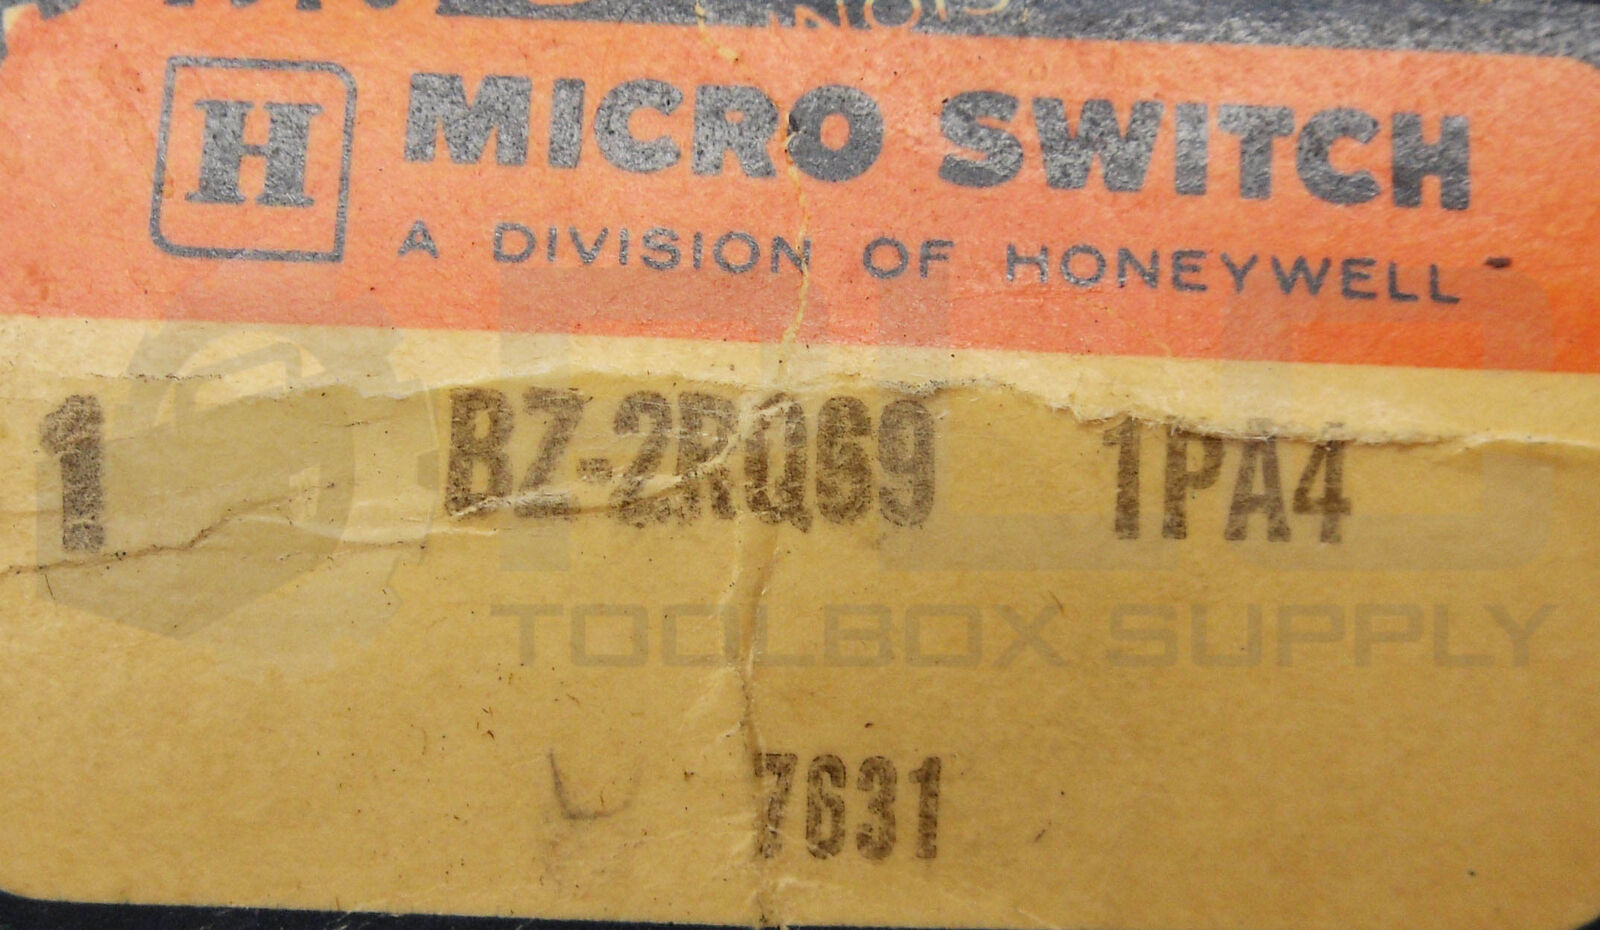 H MICRO SWITCH
A DIVISION OF HONEYWELL
1 BZ-2RQ69 1PA4
TOOLBOX SUPPLY
7631